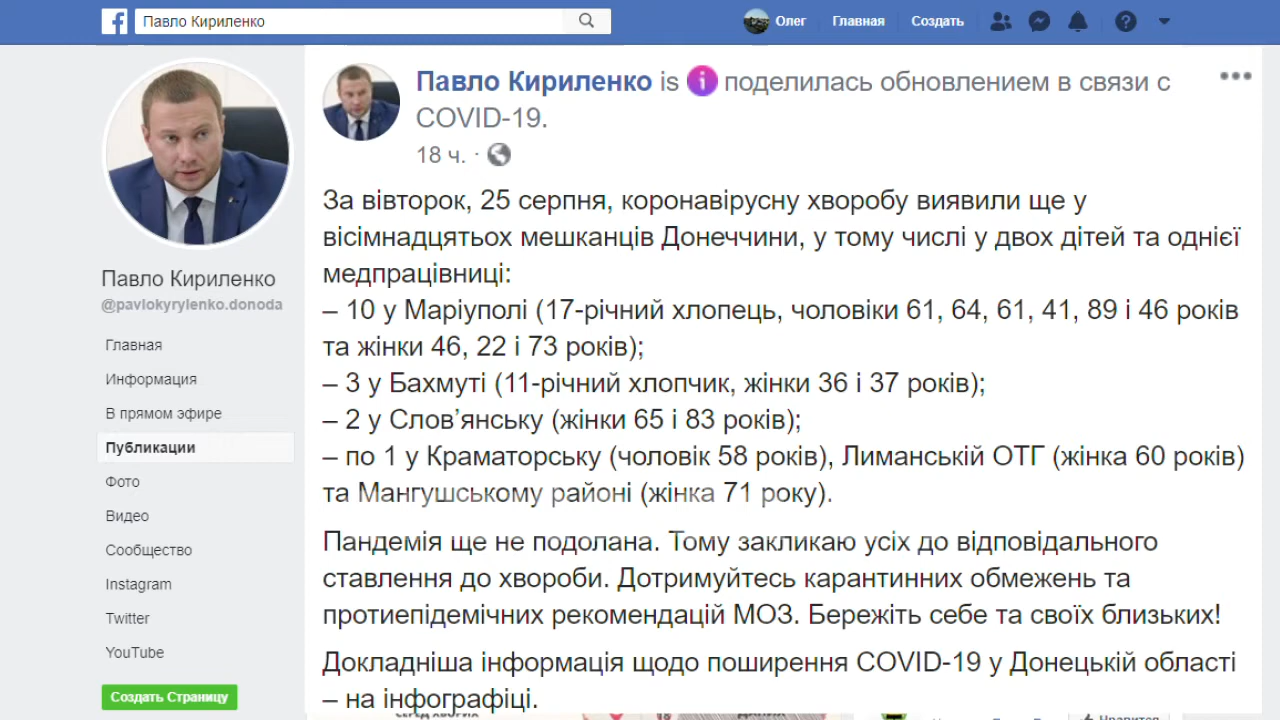 Павло Кириленко
Олег
Главная
Создать
Павло Кириленко is поделилась обновлением в связи с
COVID-19.
18 ч. ·
За вівторок, 25 серпня, коронавірусну хворобу виявили ще у
вісімнадцятьох мешканців Донеччини, у тому числі у двох дітей та однієї
медпрацівниці:
– 10 у Маріуполі (17-річний хлопець, чоловіки 61, 64, 61, 41, 89 і 46 років
та жінки 46, 22 і 73 років);
– 3 у Бахмуті (11-річний хлопчик, жінки 36 і 37 років);
– 2 у Слов’янську (жінки 65 і 83 років);
– по 1 у Краматорську (чоловік 58 років), Лиманській ОТГ (жінка 60 років)
та Мангушському районі (жінка 71 року).
Пандемія ще не подолана. Тому закликаю усіх до відповідального
ставлення до хвороби. Дотримуйтесь карантинних обмежень та
протиепідемічних рекомендацій МОЗ. Бережіть себе та своїх близьких!
Докладніша інформація щодо поширення COVID-19 у Донецькій області
– на інфографіці.
Павло Кириленко
@pavlokyrylenko.donoda
Главная
Информация
В прямом эфире
Публикации
Фото
Видео
Сообщество
Instagram
Twitter
YouTube
Создать Страницу